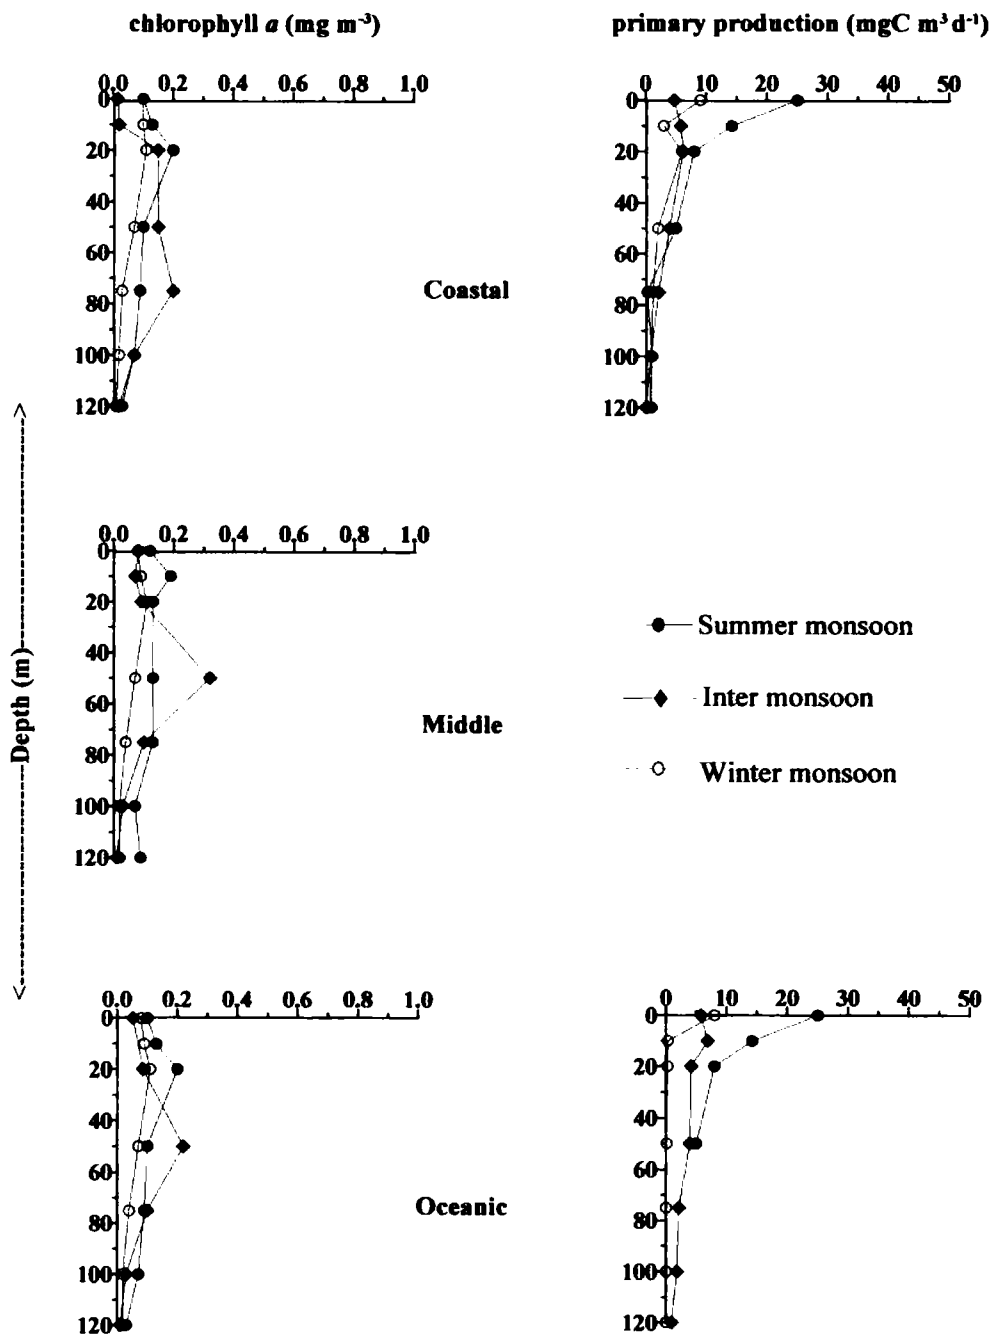 chlorophyll a (mg m⁻³)
primary production (mgC m³ d⁻¹)
0.0 0.2 0.4 0.6 0.8 1.0
0 10 20 30 40 50
0
20
40
60
80
100
120
0
20
40
60
80
100
120
Coastal
0.0 0.2 0.4 0.6 0.8 1.0
0
20
40
60
80
100
120
Middle
Summer monsoon
Inter monsoon
Winter monsoon
Depth (m)
0.0 0.2 0.4 0.6 0.8 1.0
0 10 20 30 40 50
0
20
40
60
80
100
120
0
20
40
60
80
100
120
Oceanic